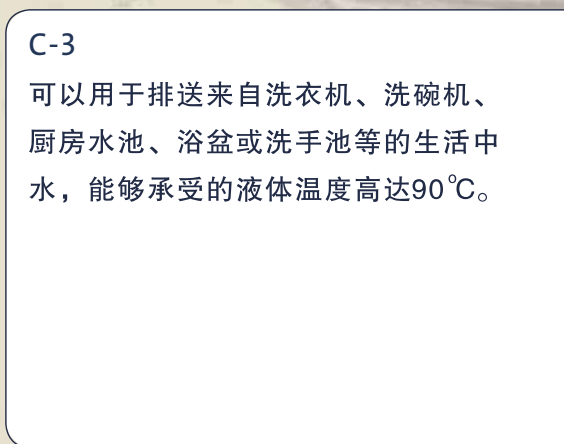 C-3
可以用于排送来自洗衣机、洗碗机、
厨房水池、浴盆或洗手池等的生活中
水，能够承受的液体温度高达90℃。